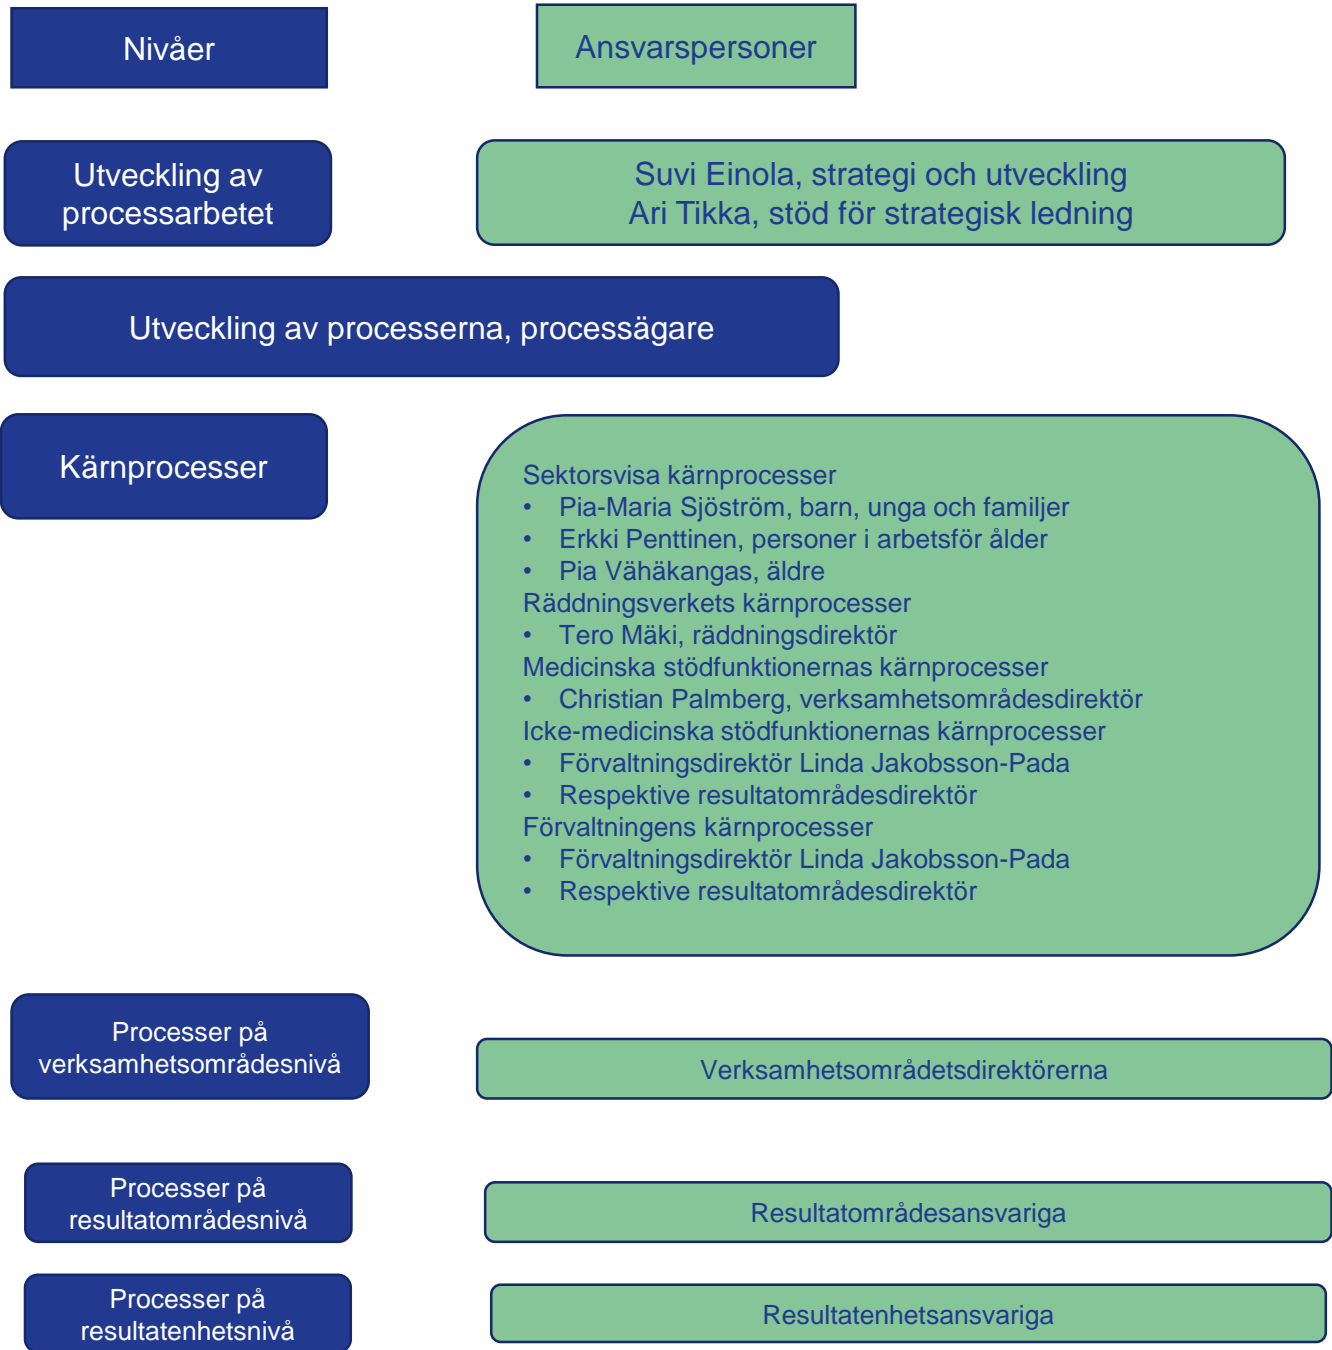 Nivåer
Ansvarspersoner
Utveckling av
processarbetet
Suvi Einola, strategi och utveckling
Ari Tikka, stöd för strategisk ledning
Utveckling av processerna, processägare
Kärnprocesser
Sektorsvisa kärnprocesser
• Pia-Maria Sjöström, barn, unga och familjer
• Erkki Penttinen, personer i arbetsför ålder
• Pia Vähäkangas, äldre
Räddningsverkets kärnprocesser
• Tero Mäki, räddningsdirektör
Medicinska stödfunktionernas kärnprocesser
• Christian Palmberg, verksamhetsområdesdirektör
Icke-medicinska stödfunktionernas kärnprocesser
• Förvaltningsdirektör Linda Jakobsson-Pada
• Respektive resultatområdesdirektör
Förvaltningens kärnprocesser
• Förvaltningsdirektör Linda Jakobsson-Pada
• Respektive resultatområdesdirektör
Processer på
verksamhetsområdesnivå
Verksamhetsområdetsdirektörerna
Processer på
resultatområdesnivå
Resultatområdesansvariga
Processer på
resultatenhetsnivå
Resultatenhetsansvariga